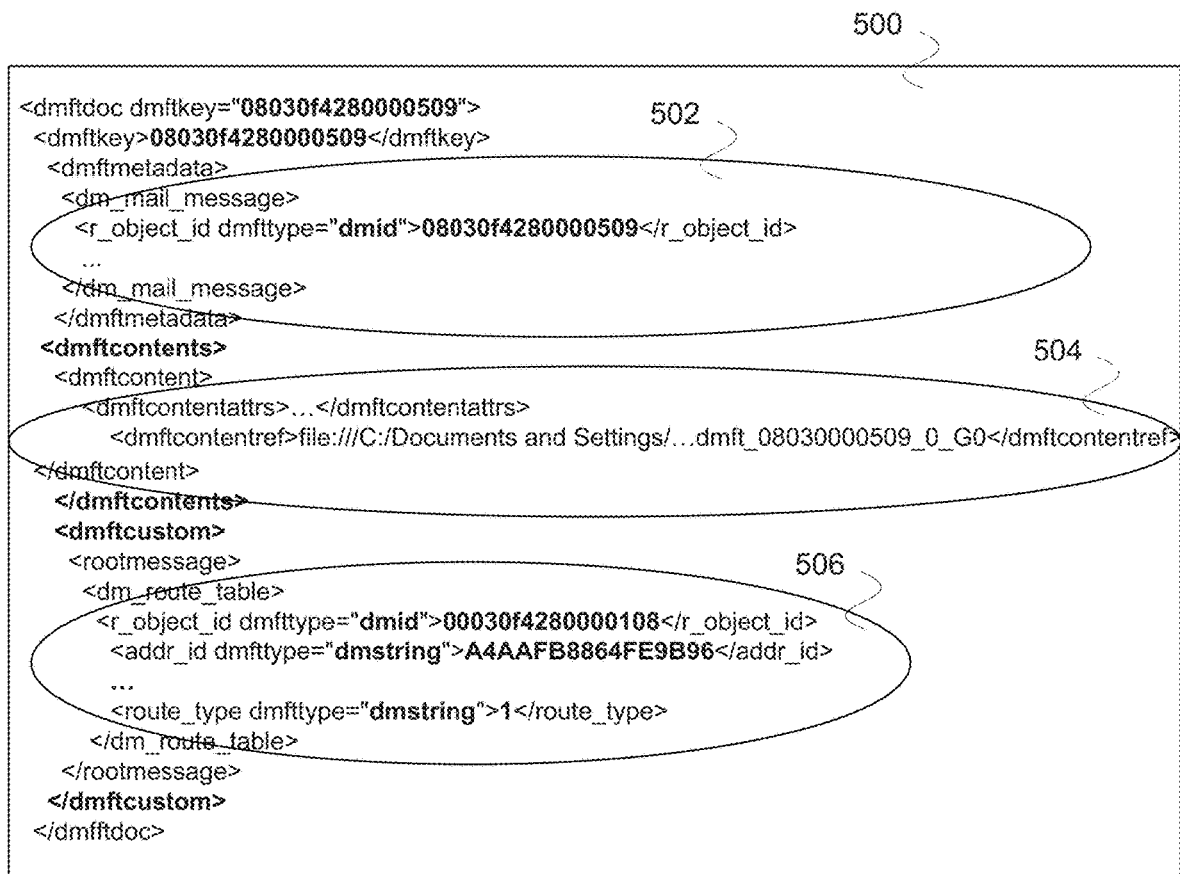 500
<dmftdoc dmftkey="08030f4280000509">
<dmftkey>08030f4280000509</dmftkey>
502
<dmftmetadata>
<dm_mail_message>
<r_object_id dmfttype="dmid">08030f4280000509</r_object_id>
...
</dm_mail_message>
</dmftmetadata>
<dmftcontents>
504
<dmftcontent>
<dmftcontentattrs>...</dmftcontentattrs>
<dmftcontentref>file:///C:/Documents and Settings/...dmft_08030000509_0_G0</dmftcontentref>
</dmftcontent>
</dmftcontents>
<dmftcustom>
<rootmessage>
506
<dm_route_table>
<r_object_id dmfttype="dmid">00030f4280000108</r_object_id>
<addr_id dmfttype="dmstring">A4AAFB8864FE9B96</addr_id>
...
<route_type dmfttype="dmstring">1</route_type>
</dm_route_table>
</rootmessage>
</dmftcustom>
</dmfftdoc>